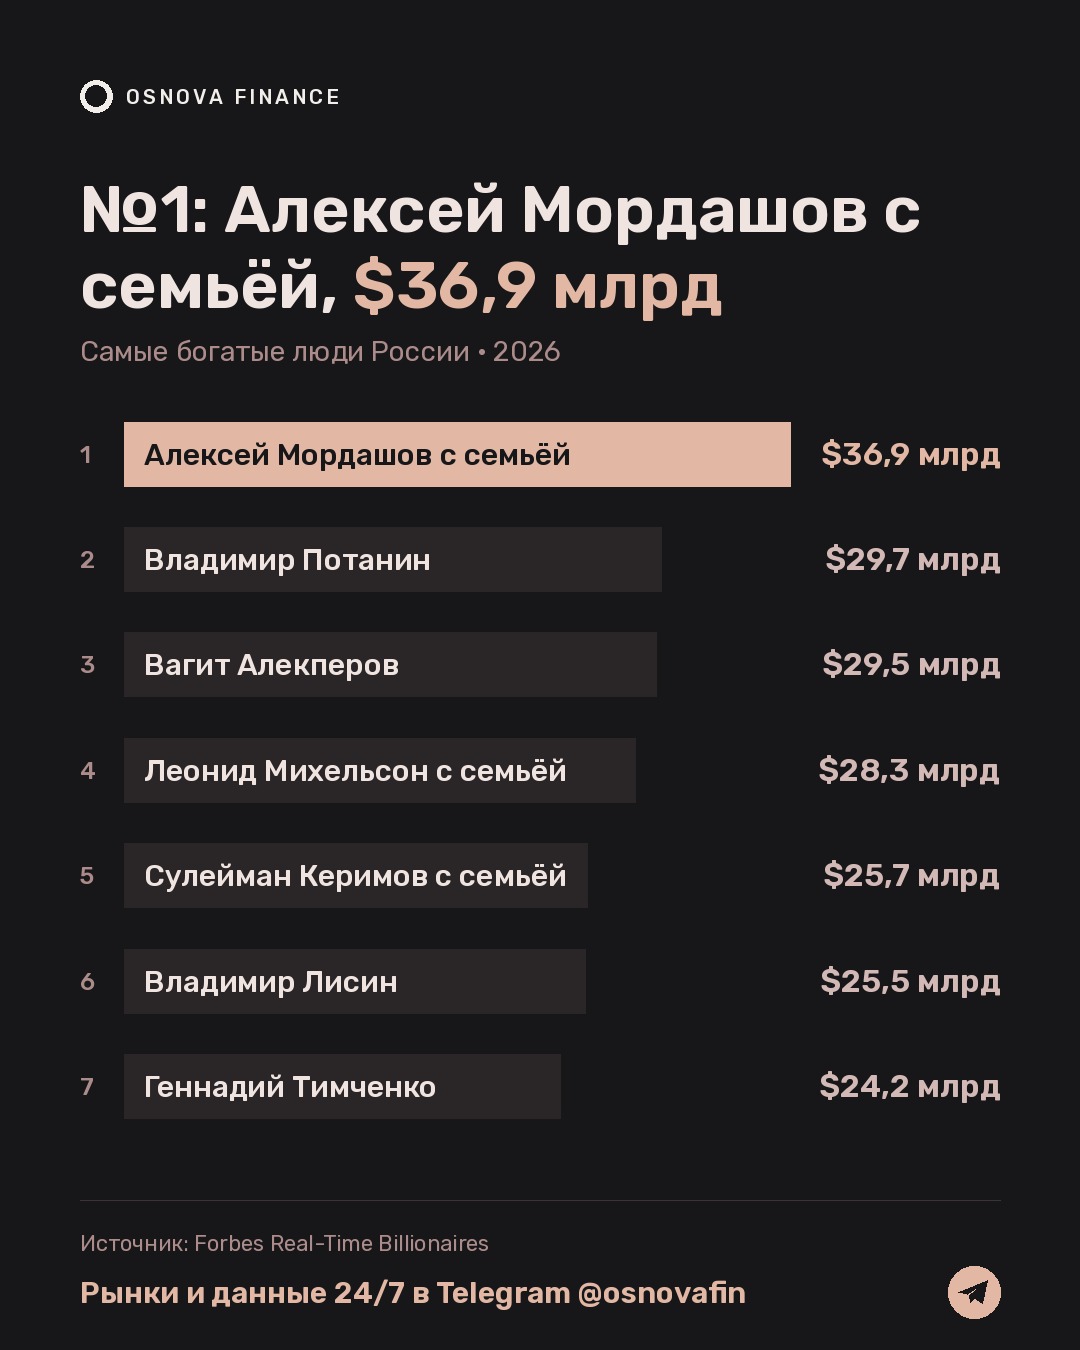 OSNOVA FINANCE
№1: Алексей Мордашов с
семьёй, $36,9 млрд
Самые богатые люди России • 2026
1 Алексей Мордашов с семьёй $36,9 млрд
2 Владимир Потанин $29,7 млрд
3 Вагит Алекперов $29,5 млрд
4 Леонид Михельсон с семьёй $28,3 млрд
5 Сулейман Керимов с семьёй $25,7 млрд
6 Владимир Лисин $25,5 млрд
7 Геннадий Тимченко $24,2 млрд
Источник: Forbes Real-Time Billionaires
Рынки и данные 24/7 в Telegram @osnovafin